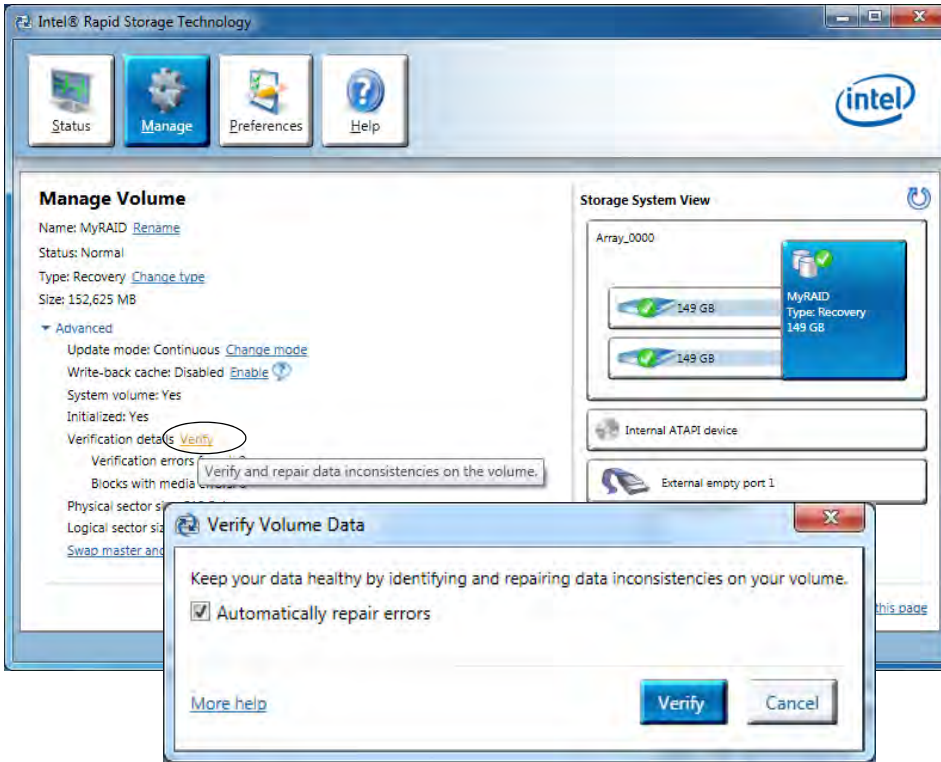 Intel® Rapid Storage Technology
Status
Manage
Preferences
Help
intel
Manage Volume
Name: MyRAID Rename
Status: Normal
Type: Recovery Change type
Size: 152,625 MB
Advanced
Update mode: Continuous Change mode
Write-back cache: Disabled Enable
System volume: Yes
Initialized: Yes
Verification details Verify
Verification errors
Verify and repair data inconsistencies on the volume.
Blocks with media
Physical sector
Logical sector
Swap master and
Storage System View
Array_0000
149 GB
149 GB
MyRAID
Type: Recovery
149 GB
Internal ATAPI device
External empty port 1
this page
Verify Volume Data
Keep your data healthy by identifying and repairing data inconsistencies on your volume.
Automatically repair errors
More help
Verify
Cancel